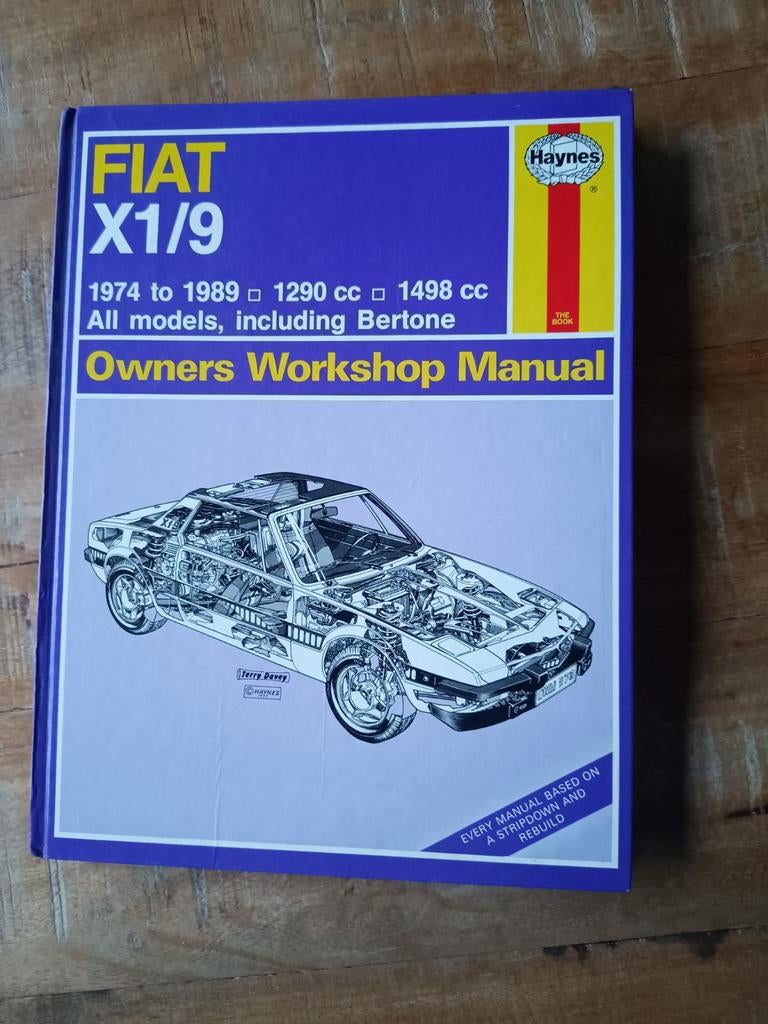 FIAT
X1/9
1974 to 1989 □ 1290 cc □ 1498 cc
All models, including Bertone
Haynes
®
THE
BOOK
Owners Workshop Manual
Terry Davey
© HAYNES
EVERY MANUAL BASED ON
A STRIPDOWN AND
REBUILD